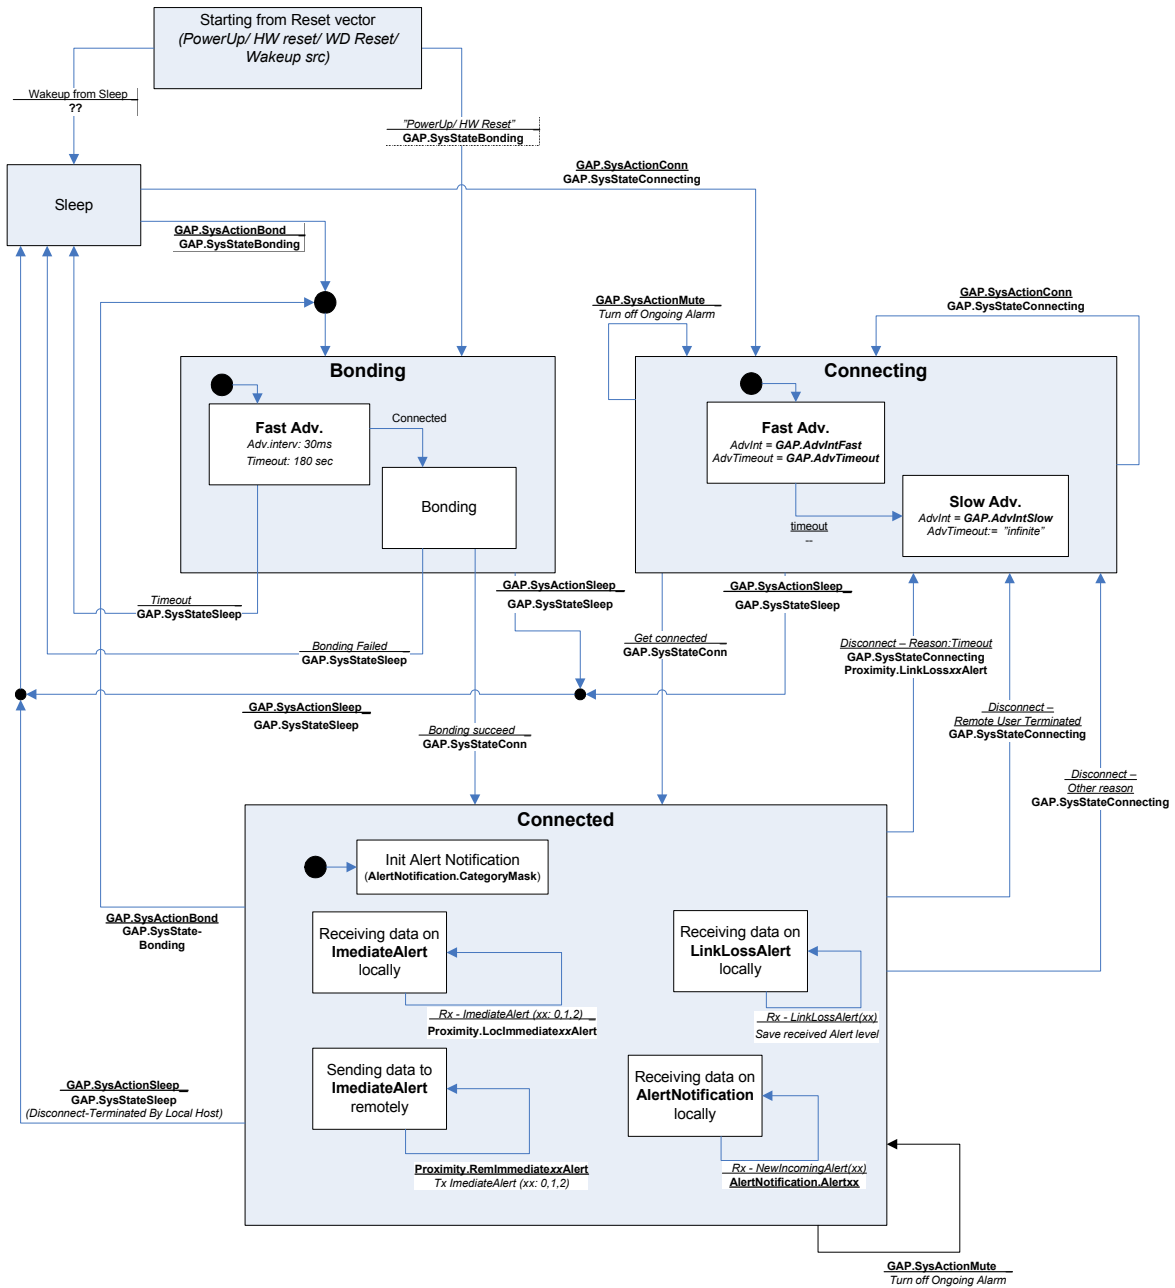 Starting from Reset vector
(PowerUp/ HW reset/ WD Reset/
Wakeup src)
Wakeup from Sleep
??
"PowerUp/ HW Reset"
GAP.SysStateBonding
GAP.SysActionConn
GAP.SysStateConnecting
Sleep
GAP.SysActionBond
GAP.SysStateBonding
GAP.SysActionMute
Turn off Ongoing Alarm
GAP.SysActionConn
GAP.SysStateConnecting
Bonding
Fast Adv.
Adv.interv: 30ms
Timeout: 180 sec
Connected
Bonding
Connecting
Fast Adv.
AdvInt = GAP.AdvIntFast
AdvTimeout = GAP.AdvTimeout
Slow Adv.
AdvInt = GAP.AdvIntSlow
AdvTimeout:= "infinite"
timeout
--
Timeout
GAP.SysStateSleep
Bonding Failed
GAP.SysStateSleep
GAP.SysActionSleep
GAP.SysStateSleep
Get connected
GAP.SysStateConn
GAP.SysActionSleep
GAP.SysStateSleep
Disconnect – Reason:Timeout
GAP.SysStateConnecting
Proximity.LinkLossxxAlert
GAP.SysActionSleep
GAP.SysStateSleep
Bonding succeed
GAP.SysStateConn
Disconnect –
Remote User Terminated
GAP.SysStateConnecting
Disconnect –
Other reason
GAP.SysStateConnecting
Connected
Init Alert Notification
(AlertNotification.CategoryMask)
GAP.SysActionBond
GAP.SysState-
Bonding
Receiving data on
ImediateAlert
locally
Rx - ImediateAlert (xx: 0,1,2)
Proximity.LocImmediatexxAlert
Receiving data on
LinkLossAlert
locally
Rx - LinkLossAlert(xx)
Save received Alert level
GAP.SysActionSleep
GAP.SysStateSleep
(Disconnect-Terminated By Local Host)
Sending data to
ImediateAlert
remotely
Proximity.RemImmediatexxAlert
Tx ImediateAlert (xx: 0,1,2)
Receiving data on
AlertNotification
locally
Rx - NewIncomingAlert(xx)
AlertNotification.Alertxx
GAP.SysActionMute
Turn off Ongoing Alarm